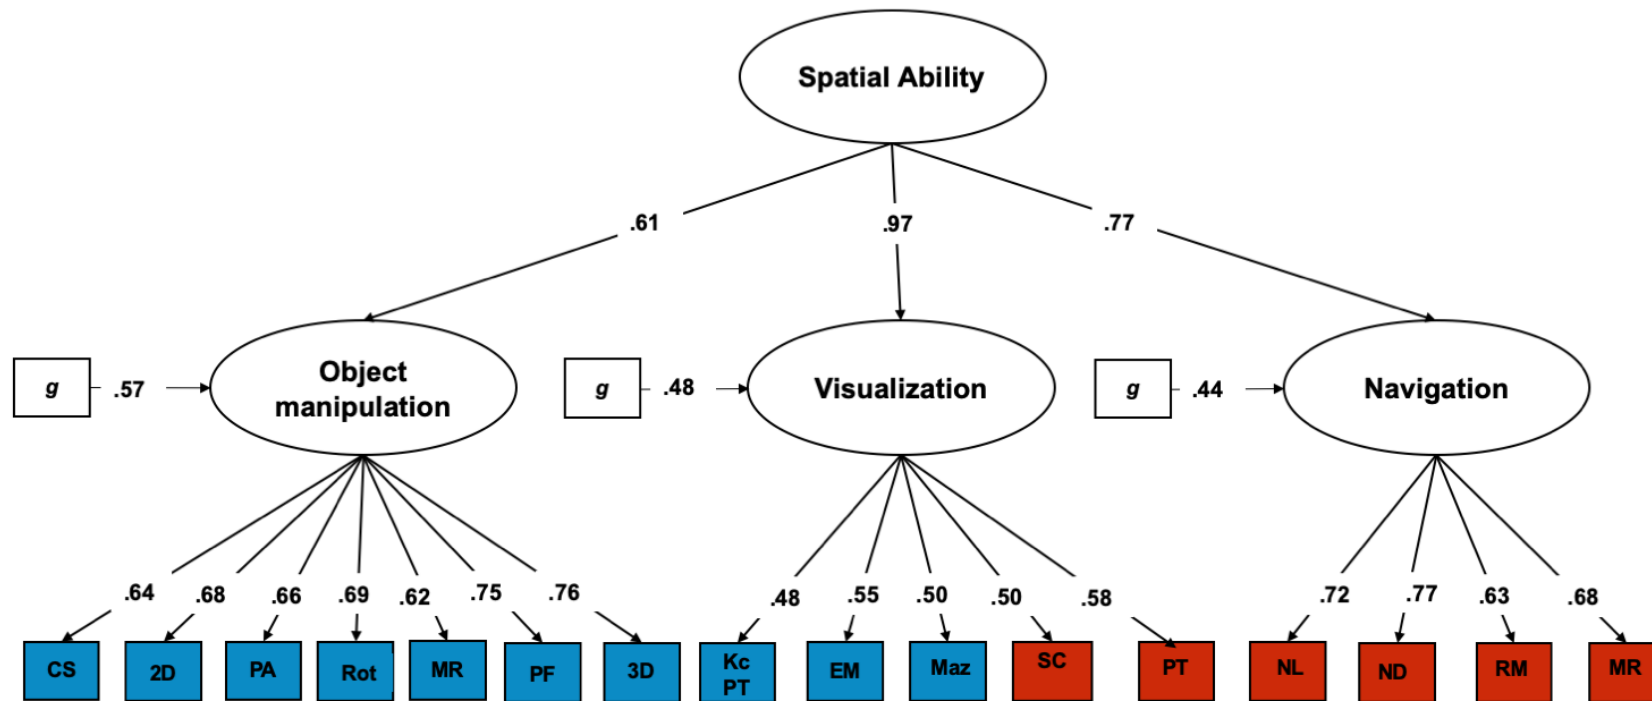 Spatial Ability
.61
.97
.77
g
.57
Object
manipulation
g
.48
Visualization
g
.44
Navigation
.64
.68
.66
.69
.62
.75
.76
.48
.55
.50
.50
.58
.72
.77
.63
.68
CS
2D
PA
Rot
MR
PF
3D
Kc
PT
EM
Maz
SC
PT
NL
ND
RM
MR